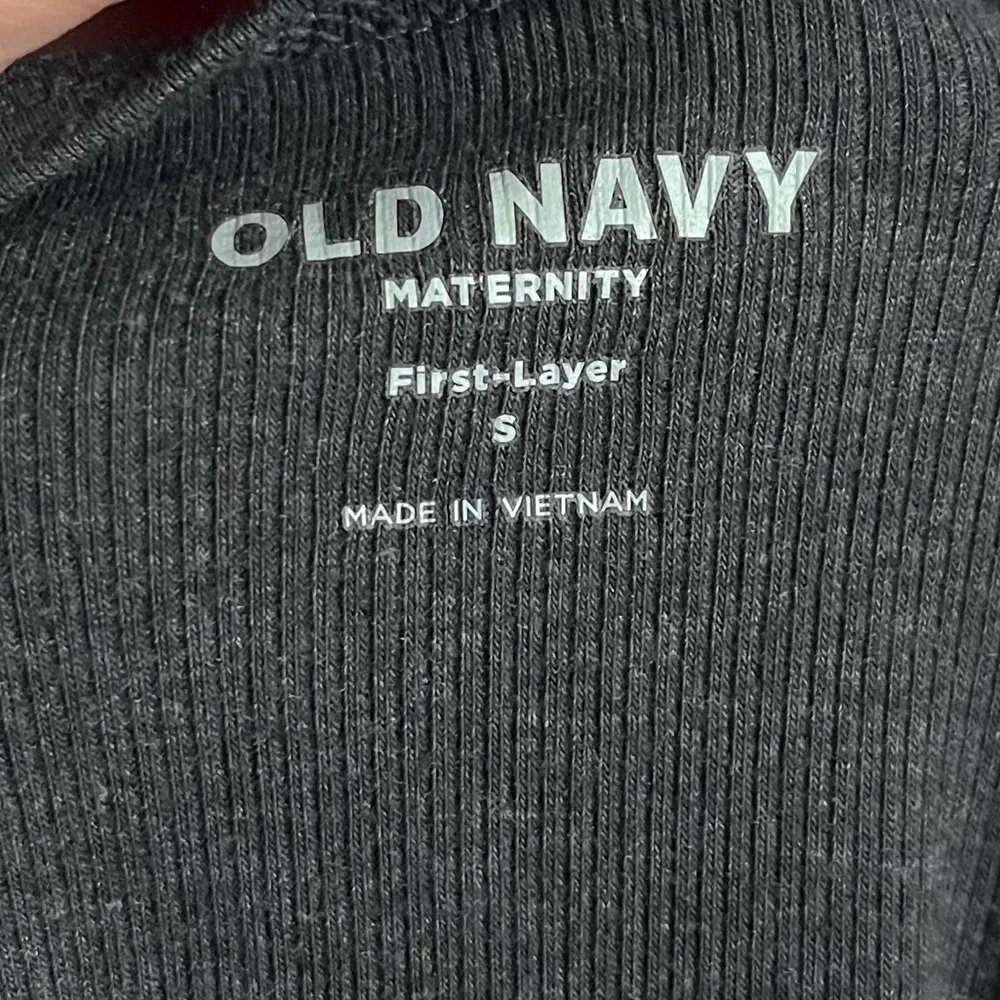 OLD NAVY
MATERNITY
First-Layer
S
MADE IN VIETNAM